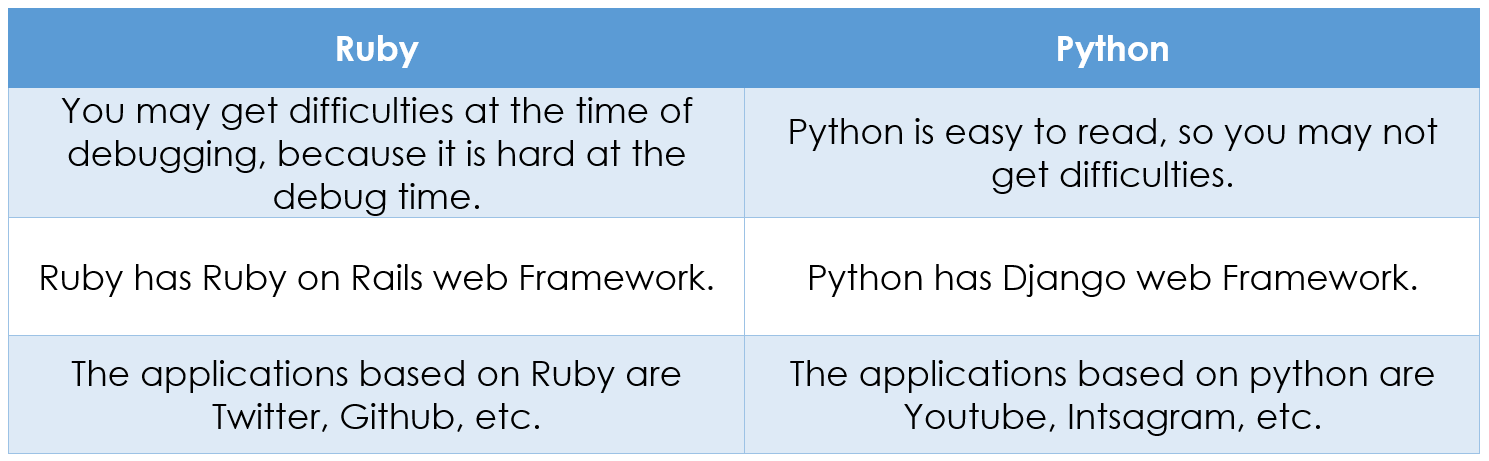 Ruby
Python
You may get difficulties at the time of
debugging, because it is hard at the
debug time.
Python is easy to read, so you may not
get difficulties.
Ruby has Ruby on Rails web Framework.
Python has Django web Framework.
The applications based on Ruby are
Twitter, Github, etc.
The applications based on python are
Youtube, Intsagram, etc.